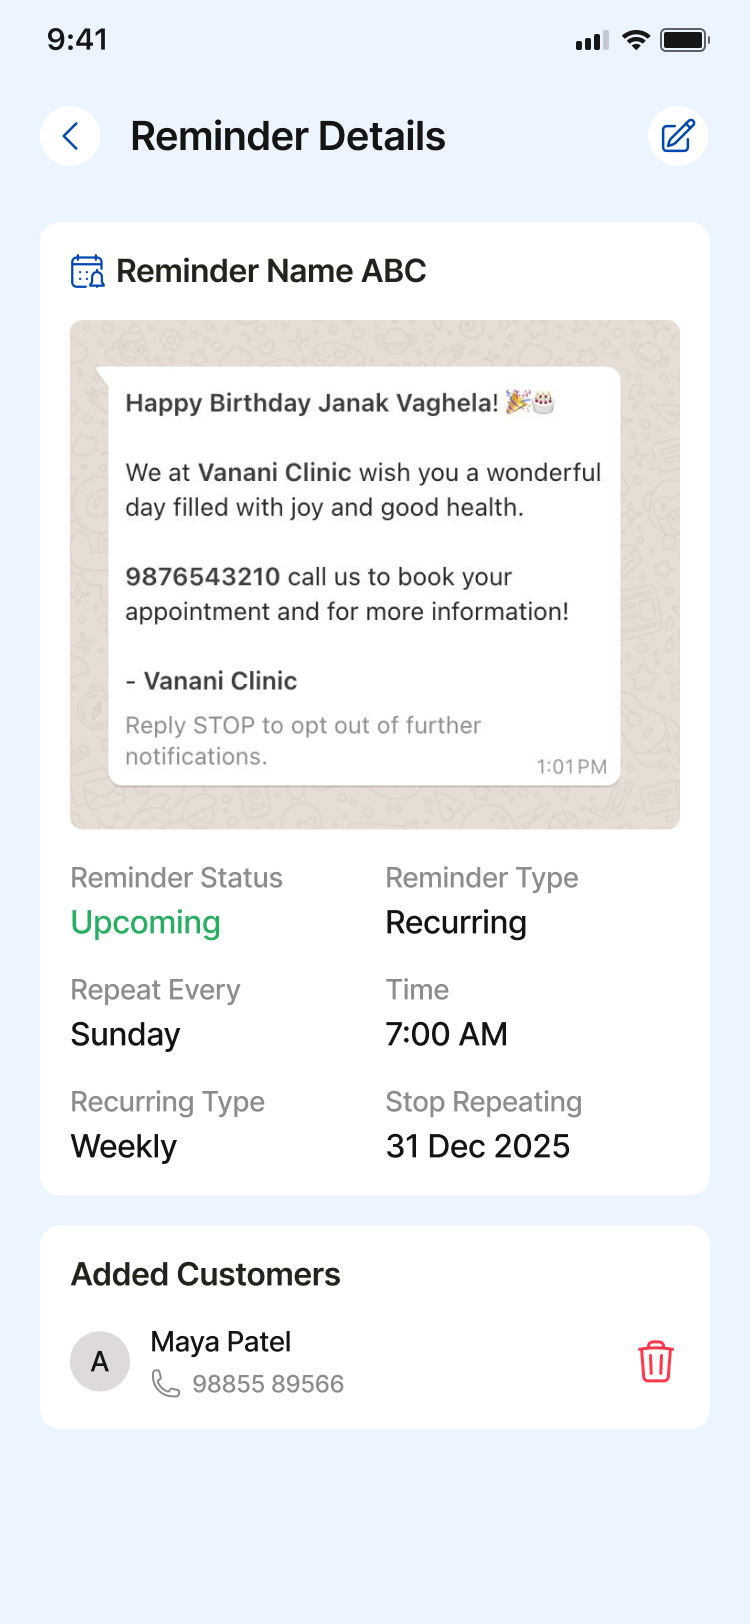 9:41
Reminder Details
Reminder Name ABC
Happy Birthday Janak Vaghela! 🎉🎂
We at Vanani Clinic wish you a wonderful
day filled with joy and good health.
9876543210 call us to book your
appointment and for more information!
- Vanani Clinic
Reply STOP to opt out of further
notifications.
1:01 PM
Reminder Status
Reminder Type
Upcoming
Recurring
Repeat Every
Time
Sunday
7:00 AM
Recurring Type
Stop Repeating
Weekly
31 Dec 2025
Added Customers
A
Maya Patel
98855 89566